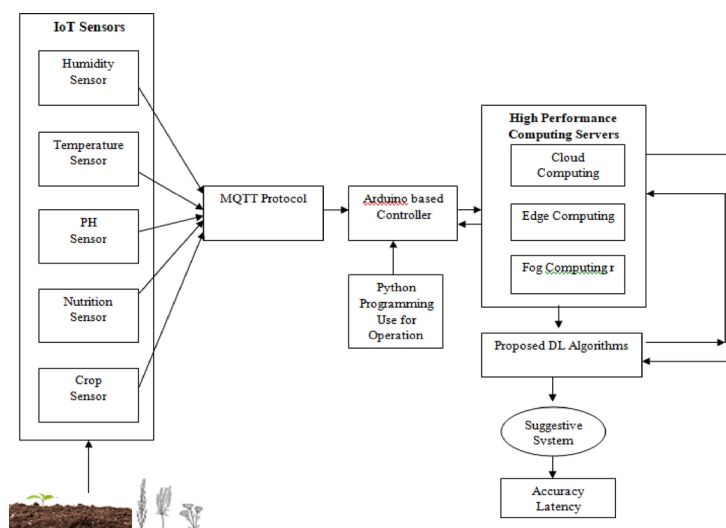 IoT Sensors
Humidity
Sensor
Temperature
Sensor
PH
Sensor
Nutrition
Sensor
Crop
Sensor
MQTT Protocol
Arduino based
Controller
Python
Programming
Use for
Operation
High Performance
Computing Servers
Cloud
Computing
Edge Computing
Fog Computing r
Proposed DL Algorithms
Suggestive
System
Accuracy
Latency